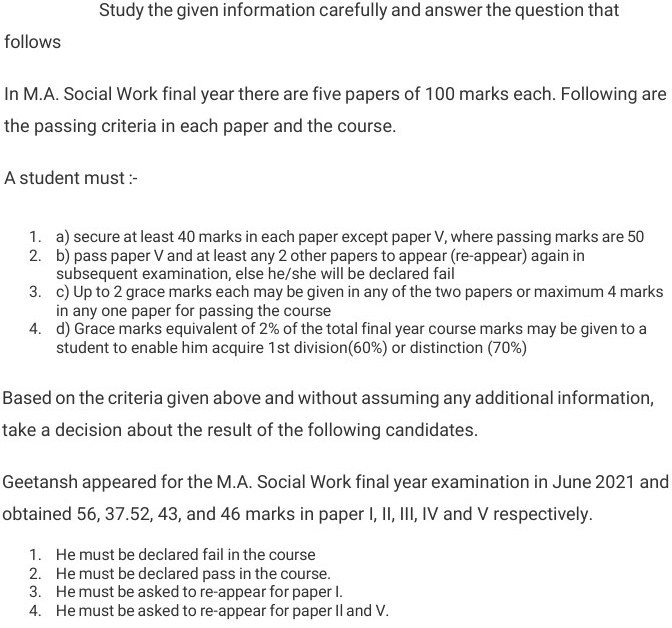 Study the given information carefully and answer the question that
follows
In M.A. Social Work final year there are five papers of 100 marks each. Following are
the passing criteria in each paper and the course.
A student must :-
1. a) secure at least 40 marks in each paper except paper V, where passing marks are 50
2. b) pass paper V and at least any 2 other papers to appear (re-appear) again in
subsequent examination, else he/she will be declared fail
3. c) Up to 2 grace marks each may be given in any of the two papers or maximum 4 marks
in any one paper for passing the course
4. d) Grace marks equivalent of 2% of the total final year course marks may be given to a
student to enable him acquire 1st division(60%) or distinction (70%)
Based on the criteria given above and without assuming any additional information,
take a decision about the result of the following candidates.
Geetansh appeared for the M.A. Social Work final year examination in June 2021 and
obtained 56, 37.52, 43, and 46 marks in paper I, II, III, IV and V respectively.
1. He must be declared fail in the course
2. He must be declared pass in the course.
3. He must be asked to re-appear for paper I.
4. He must be asked to re-appear for paper II and V.